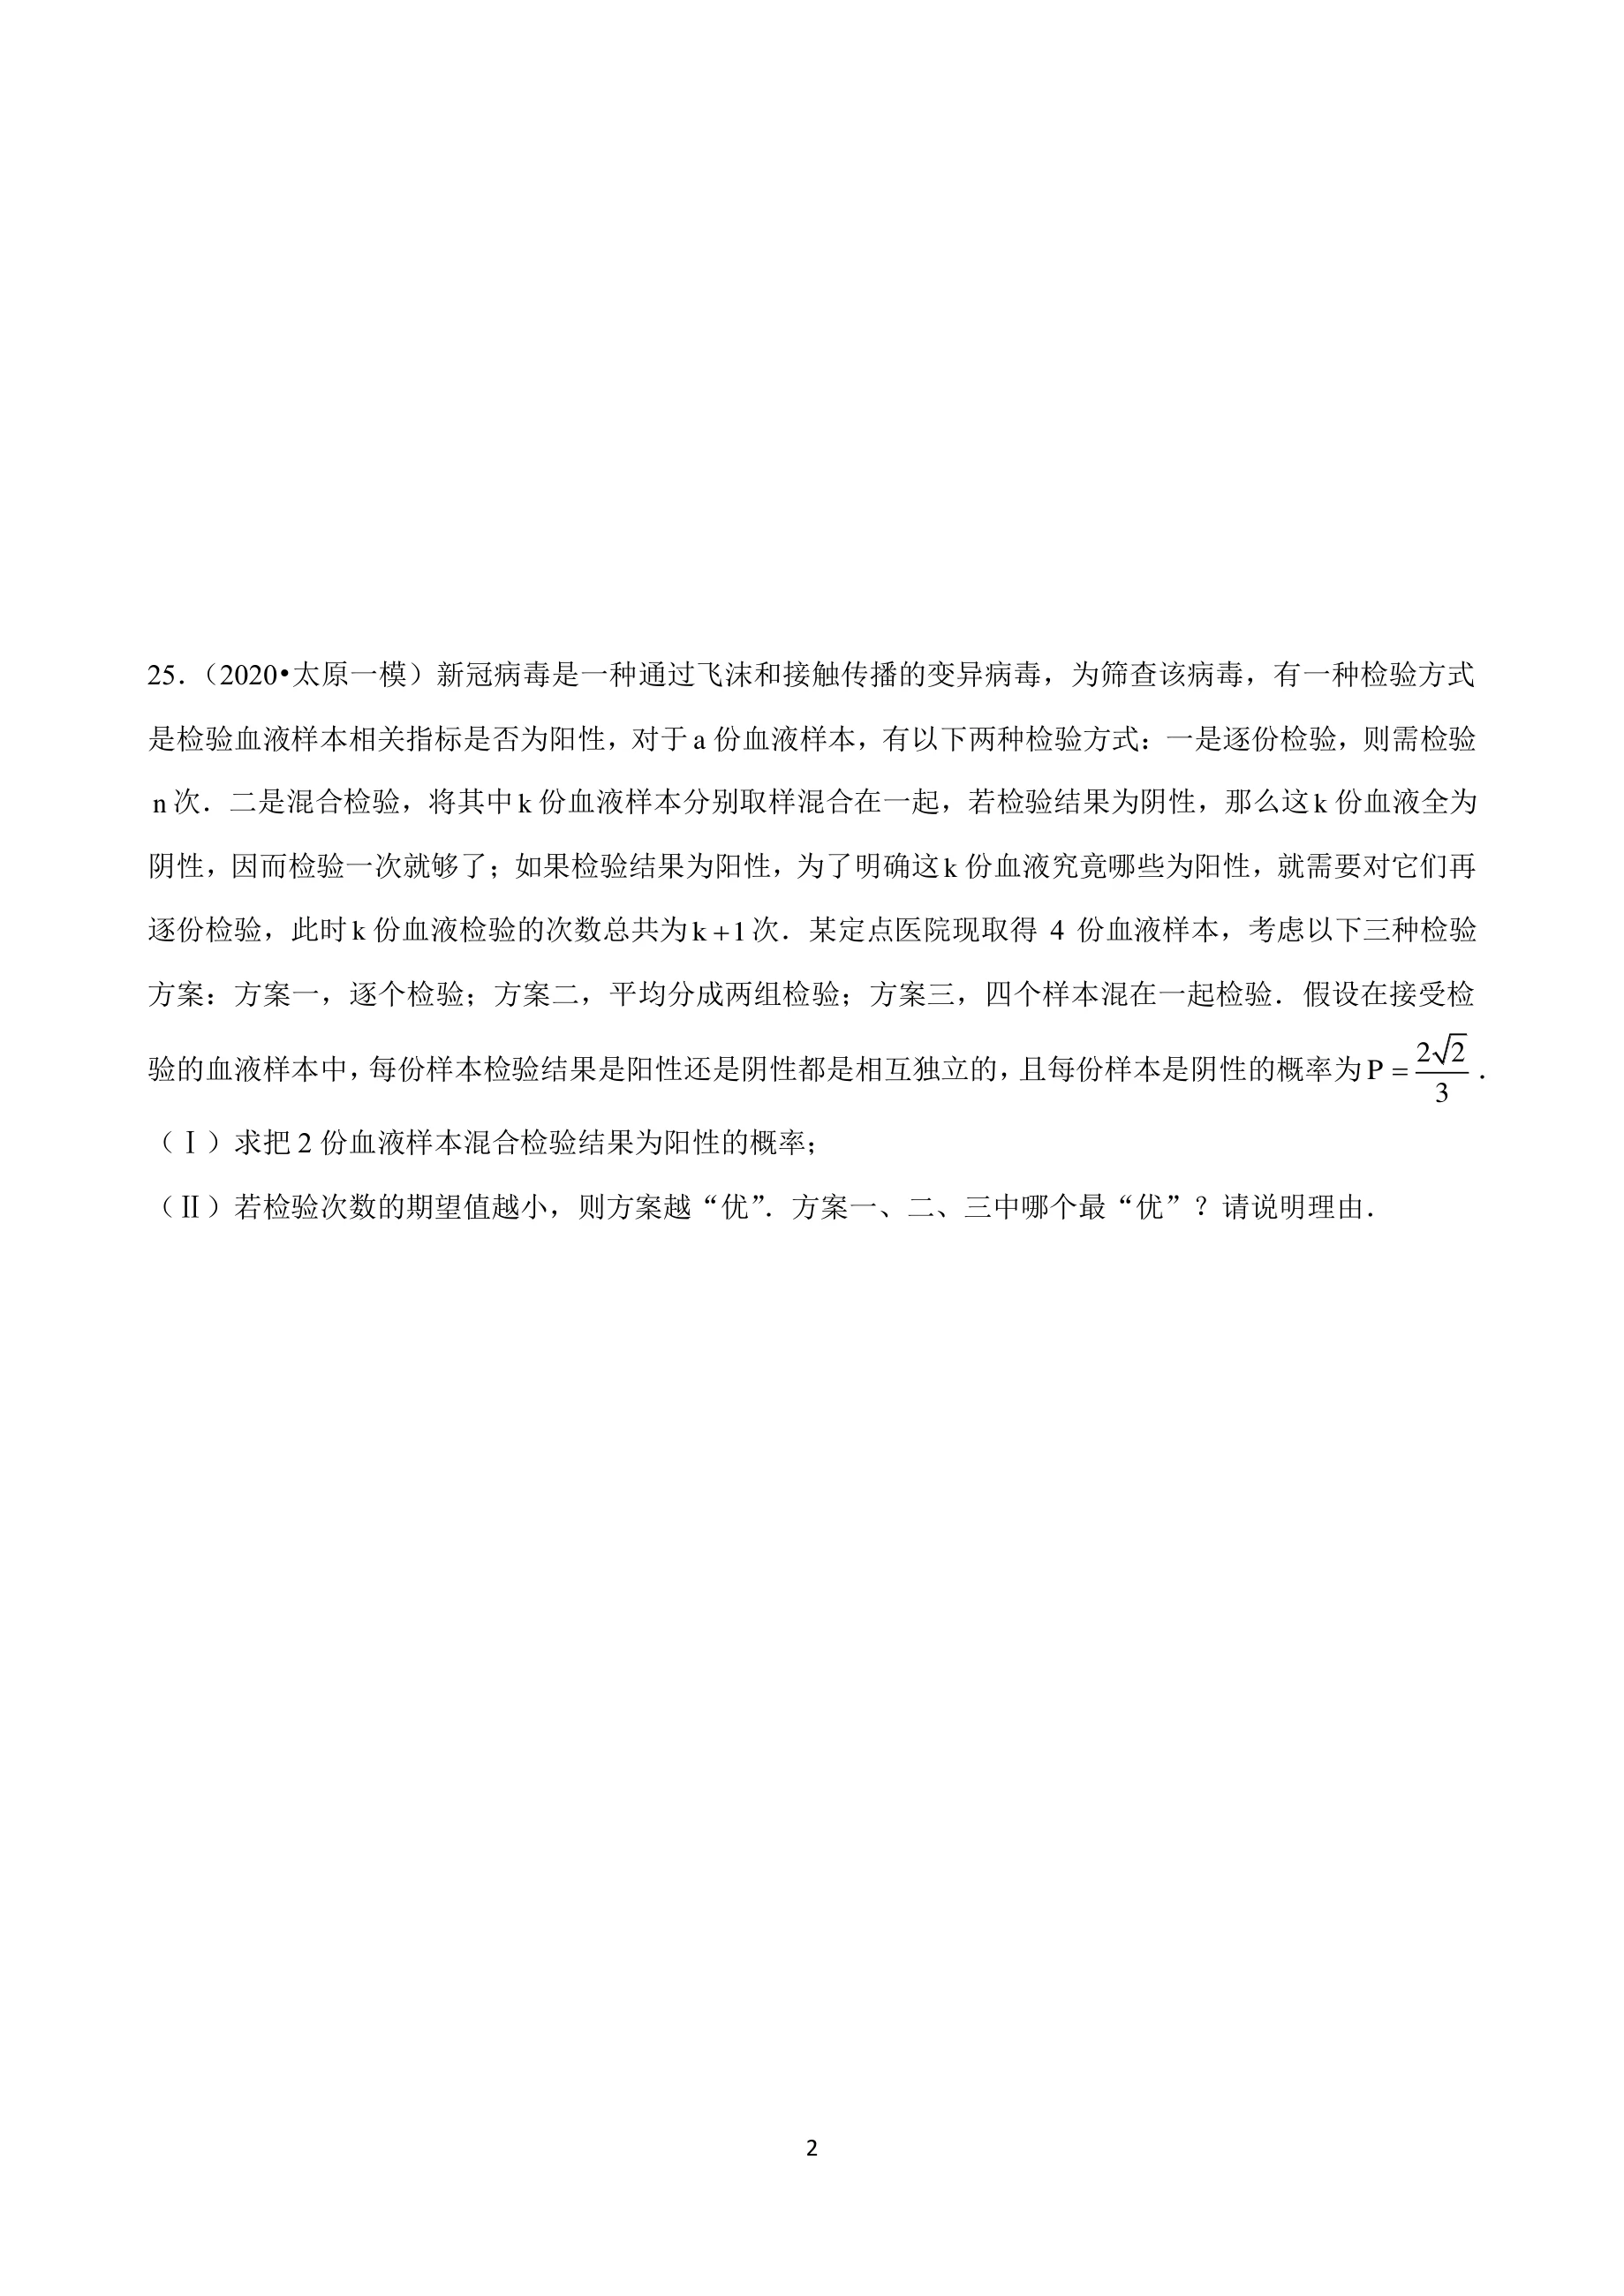 25.（2020•太原一模）新冠病毒是一种通过飞沫和接触传播的变异病毒，为筛查该病毒，有一种检验方式
是检验血液样本相关指标是否为阳性，对于 a 份血液样本，有以下两种检验方式：一是逐份检验，则需检验
n 次．二是混合检验，将其中 k 份血液样本分别取样混合在一起，若检验结果为阴性，那么这 k 份血液全为
阴性，因而检验一次就够了；如果检验结果为阳性，为了明确这 k 份血液究竟哪些为阳性，就需要对它们再
逐份检验，此时 k 份血液检验的次数总共为 k+1 次．某定点医院现取得 4 份血液样本，考虑以下三种检验
方案：方案一，逐个检验；方案二，平均分成两组检验；方案三，四个样本混在一起检验．假设在接受检
验的血液样本中，每份样本检验结果是阳性还是阴性都是相互独立的，且每份样本是阴性的概率为 P = \frac{2\sqrt{2}}{3}．
（Ⅰ）求把 2 份血液样本混合检验结果为阳性的概率；
（Ⅱ）若检验次数的期望值越小，则方案越“优”．方案一、二、三中哪个最“优”？请说明理由．
2